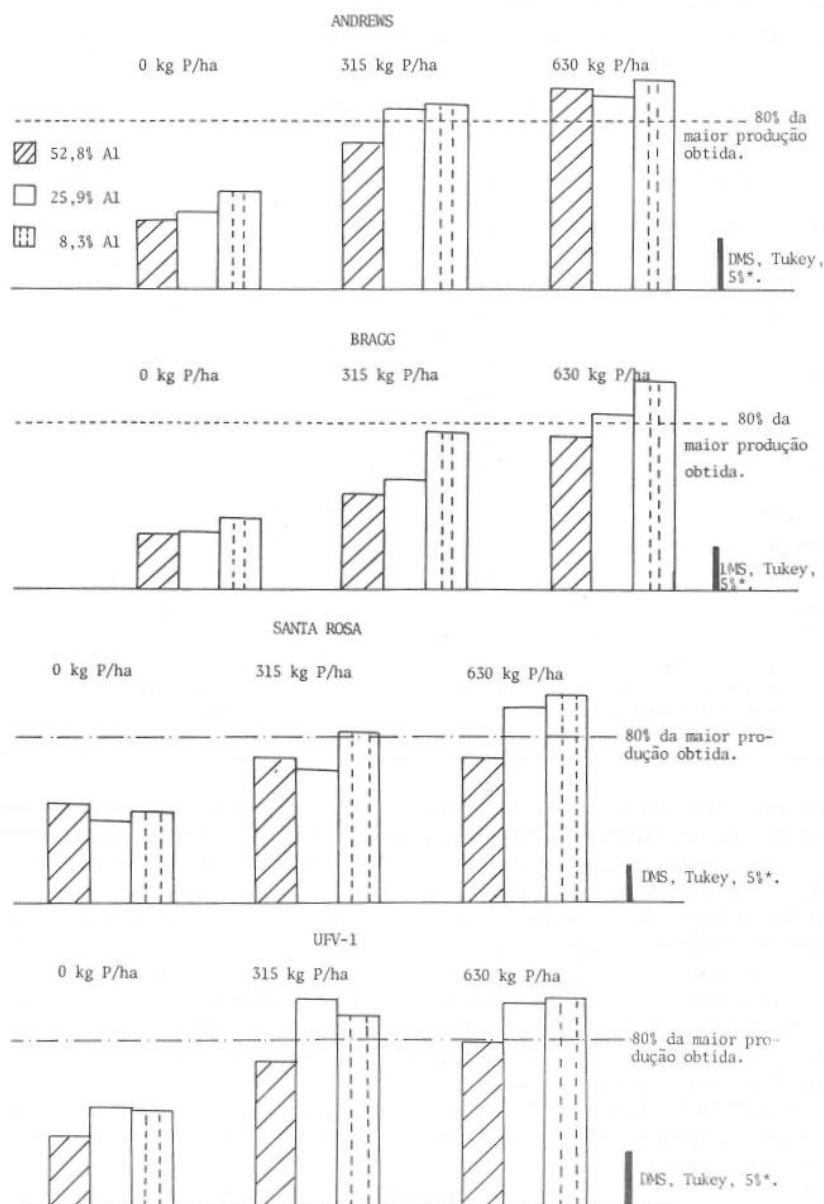 ANDREWS
0 kg P/ha 315 kg P/ha 630 kg P/ha
80% da
maior produção
obtida.
52,8% Al
25,9% Al
8,3% Al
DMS, Tukey,
5%*.
BRAGG
0 kg P/ha 315 kg P/ha 630 kg P/ha
80% da
maior produção
obtida.
DMS, Tukey,
5%*.
SANTA ROSA
0 kg P/ha 315 kg P/ha 630 kg P/ha
80% da maior pro-
dução obtida.
DMS, Tukey, 5%*.
UFV-1
0 kg P/ha 315 kg P/ha 630 kg P/ha
80% da maior pro-
dução obtida.
DMS, Tukey, 5%*.